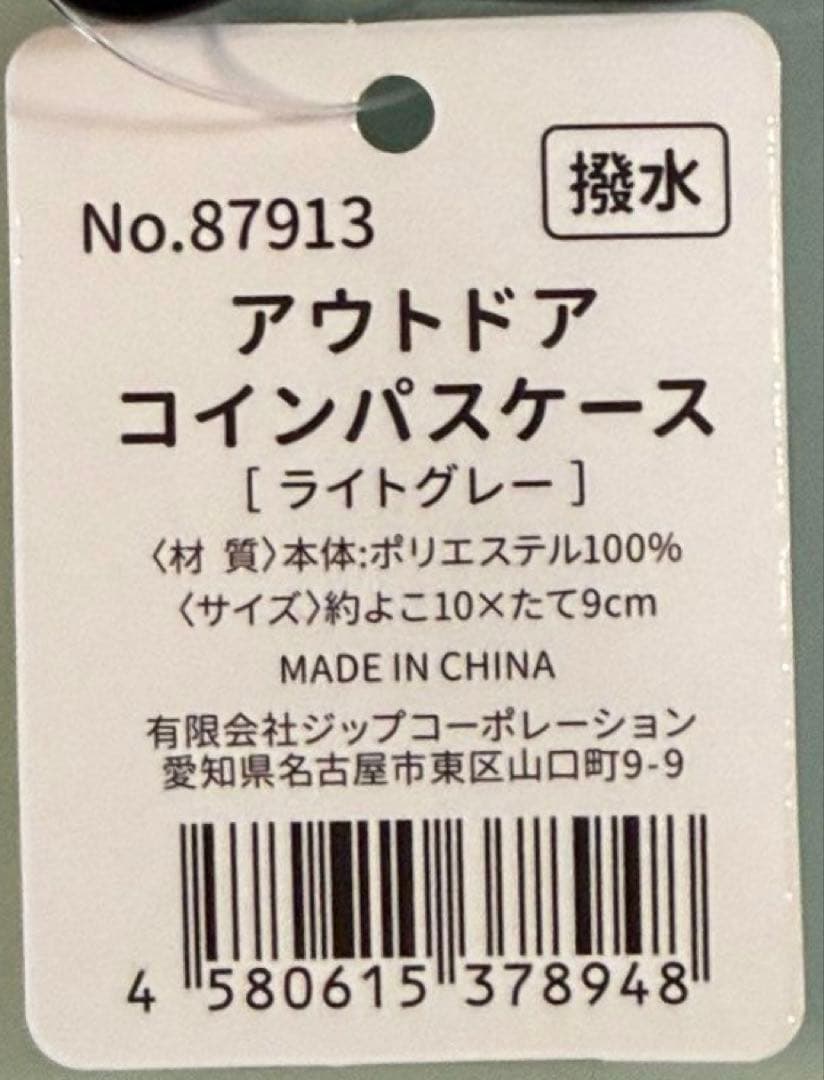 撥水
No.87913
アウトドア
コインパスケース
[ ライトグレー ]
〈材 質〉本体:ポリエステル100%
〈サイズ〉約よこ10×たて9cm
MADE IN CHINA
有限会社ジップコーポレーション
愛知県名古屋市東区山口町9-9
4 580615 378948